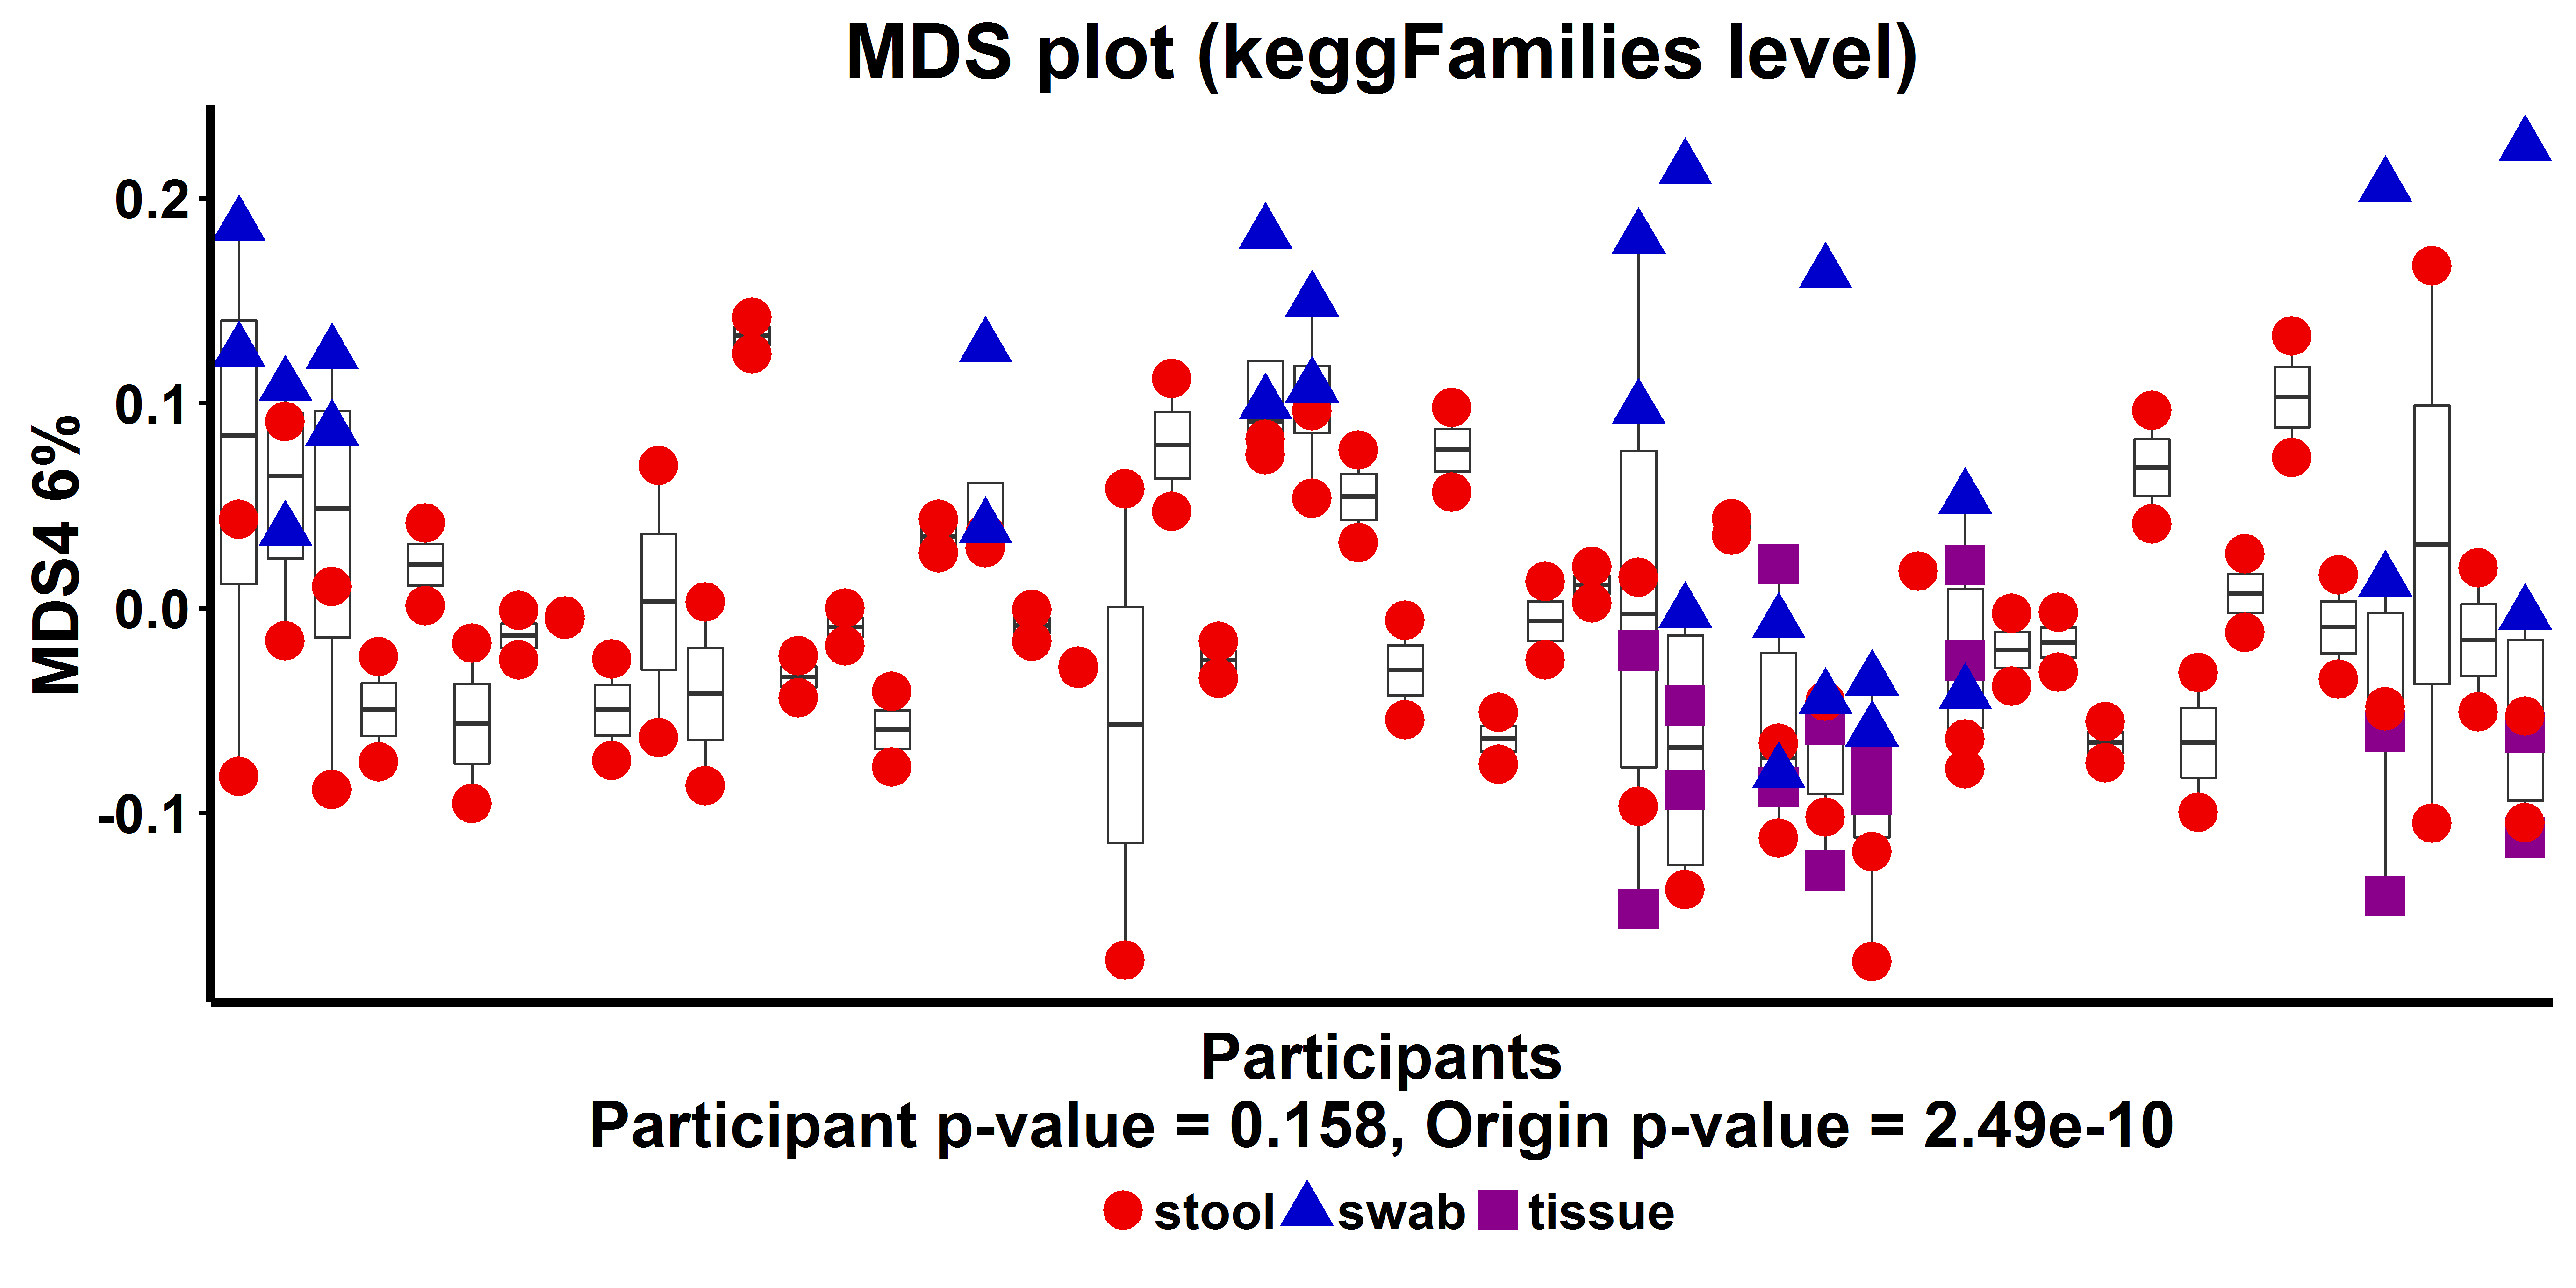 MDS plot (keggFamilies level)
MDS4 6%
0.2
0.1
0.0
-0.1
Participants
Participant p-value = 0.158, Origin p-value = 2.49e-10
stool swab tissue